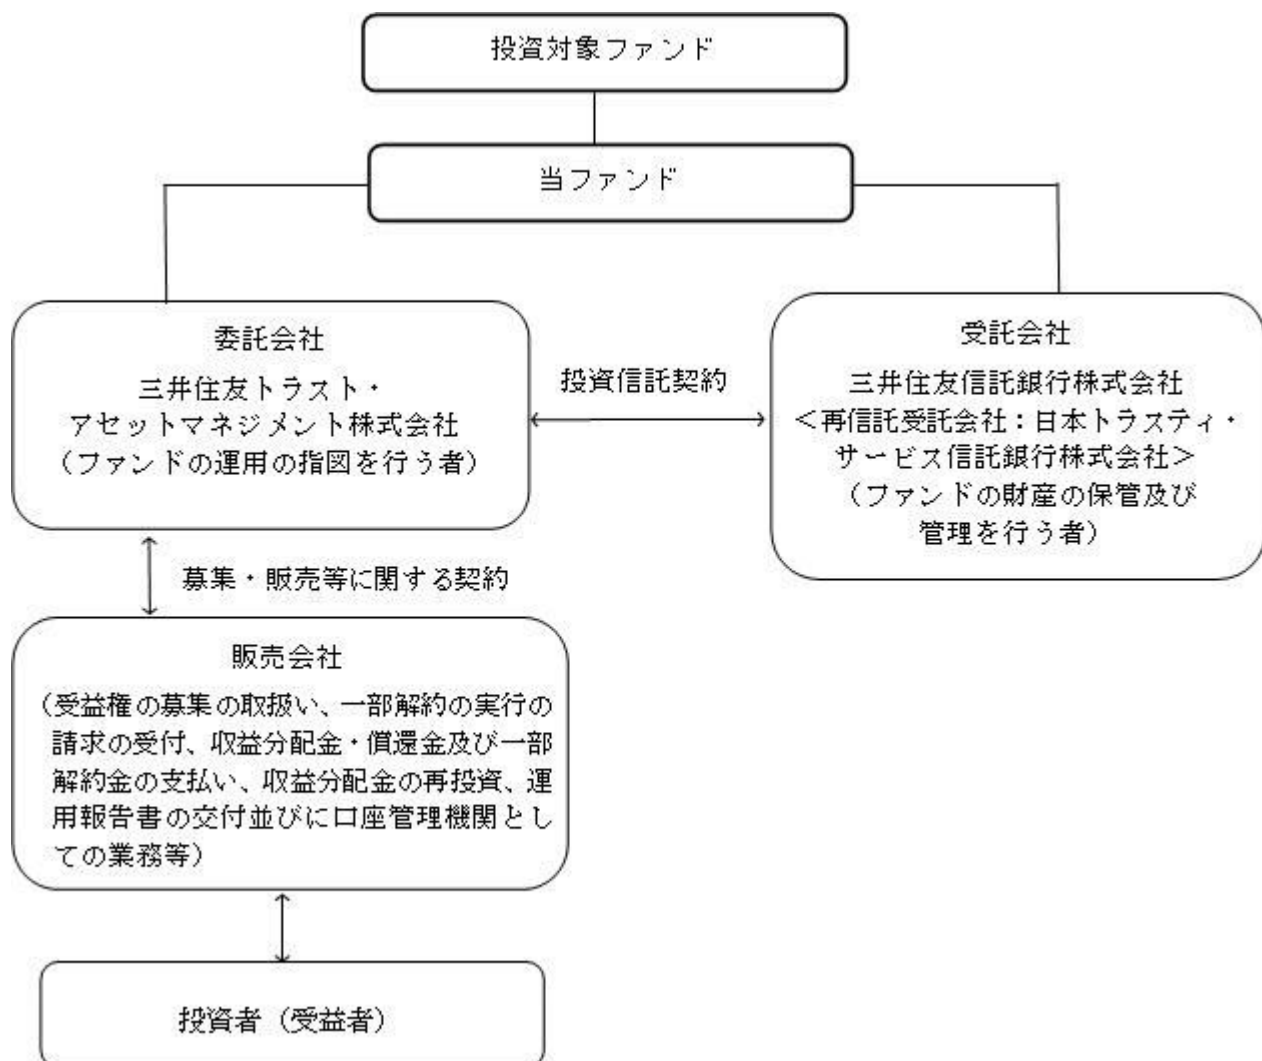 投資対象ファンド
当ファンド
委託会社
三井住友トラスト・
アセットマネジメント株式会社
（ファンドの運用の指図を行う者）
投資信託契約
受託会社
三井住友信託銀行株式会社
＜再信託受託会社：日本トラスティ・
サービス信託銀行株式会社＞
（ファンドの財産の保管及び
管理を行う者）
募集・販売等に関する契約
販売会社
（受益権の募集の取扱い、一部解約の実行の
請求の受付、収益分配金・償還金及び一部
解約金の支払い、収益分配金の再投資、運
用報告書の交付並びに口座管理機関とし
ての業務等）
投資者（受益者）